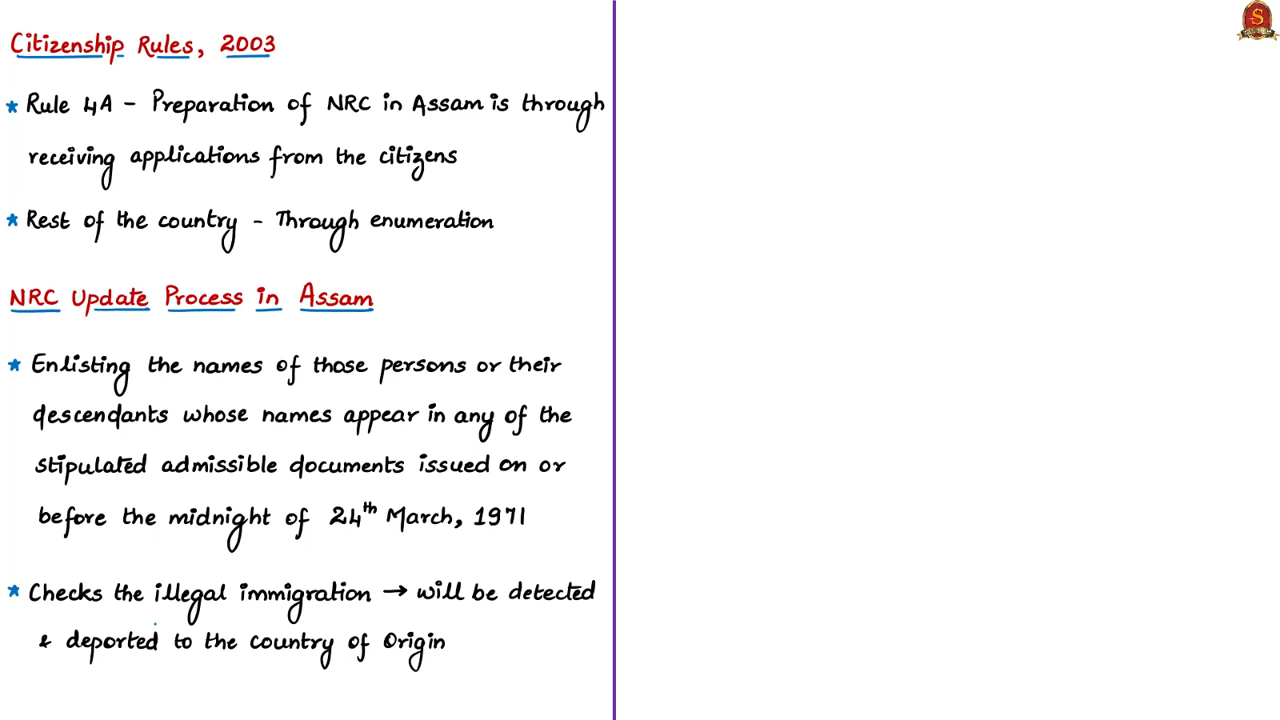 Citizenship Rules, 2003
* Rule 4A - Preparation of NRC in Assam is through
receiving applications from the citizens
* Rest of the country - Through enumeration
NRC Update Process in Assam
* Enlisting the names of those persons or their
descendants whose names appear in any of the
stipulated admissible documents issued on or
before the midnight of 24th March, 1971
* Checks the illegal immigration → will be detected
& deported to the country of Origin
S